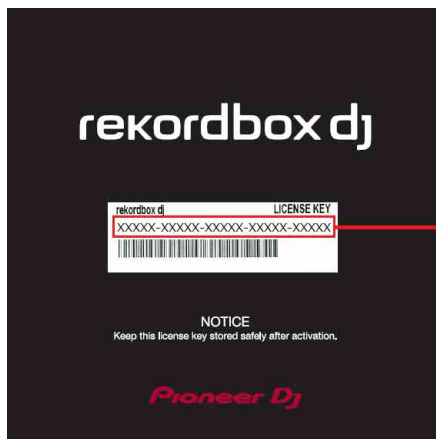 rekordbox dj
rekordbox dj LICENSE KEY
XXXXX-XXXXX-XXXXX-XXXXX-XXXXX
NOTICE
Keep this license key stored safely after activation.
Pioneer Dj